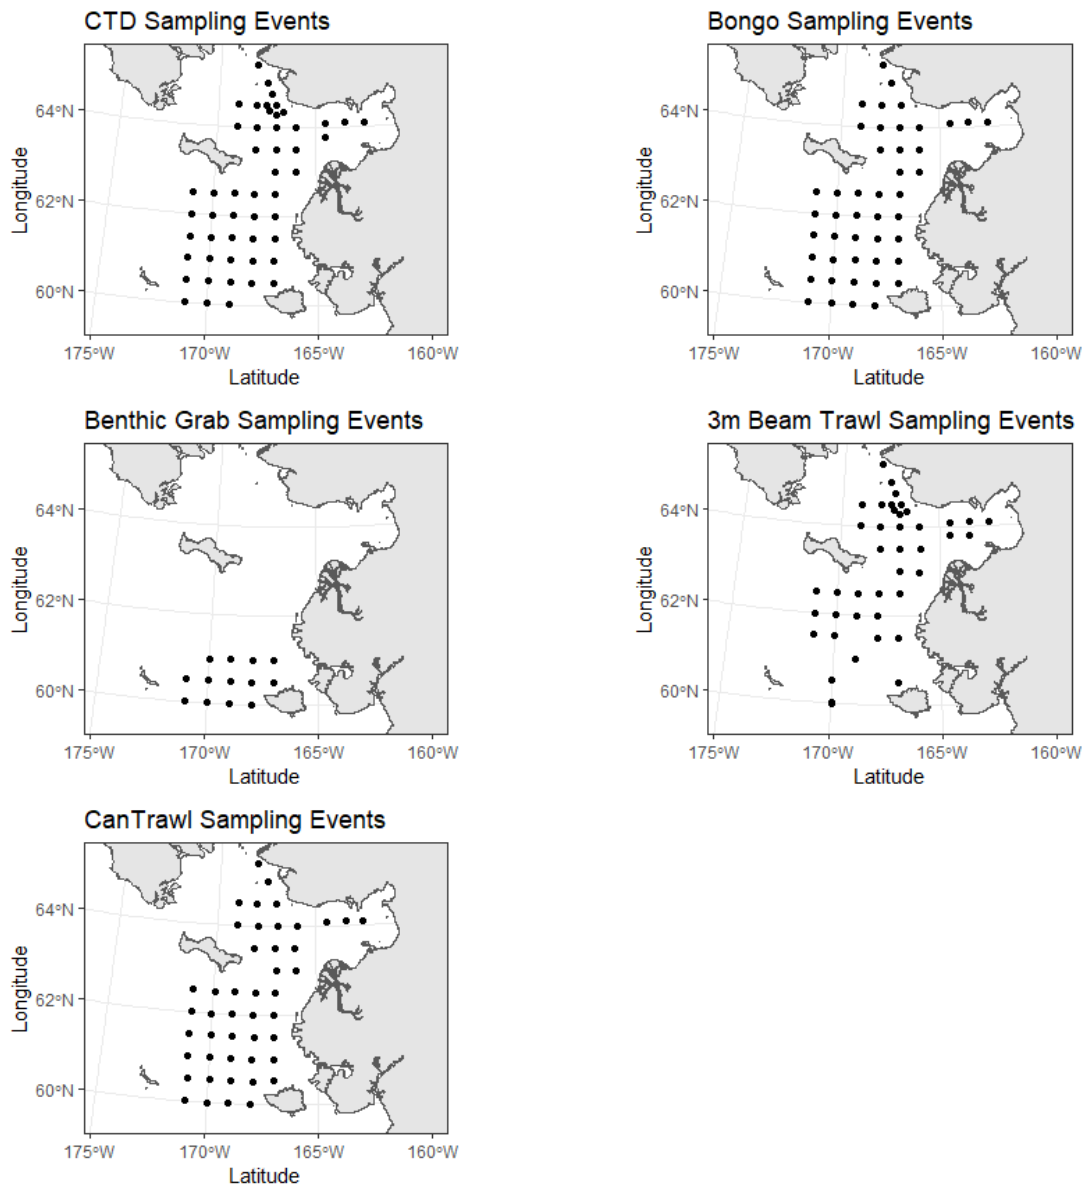 CTD Sampling Events
64°N
62°N
60°N
Longitude
175°W 170°W 165°W 160°W
Latitude
Bongo Sampling Events
64°N
62°N
60°N
Longitude
175°W 170°W 165°W 160°W
Latitude
Benthic Grab Sampling Events
64°N
62°N
60°N
Longitude
175°W 170°W 165°W 160°W
Latitude
3m Beam Trawl Sampling Events
64°N
62°N
60°N
Longitude
175°W 170°W 165°W 160°W
Latitude
CanTrawl Sampling Events
64°N
62°N
60°N
Longitude
175°W 170°W 165°W 160°W
Latitude